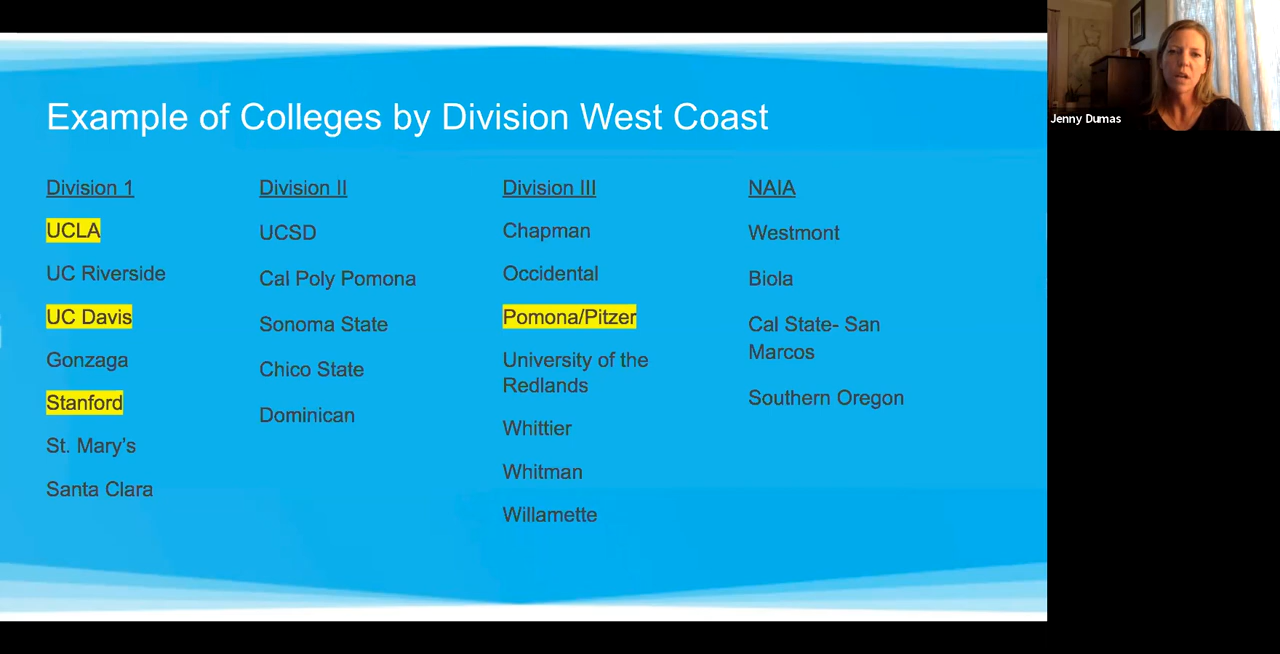 Example of Colleges by Division West Coast
Division 1
UCLA
UC Riverside
UC Davis
Gonzaga
Stanford
St. Mary’s
Santa Clara
Division II
UCSD
Cal Poly Pomona
Sonoma State
Chico State
Dominican
Division III
Chapman
Occidental
Pomona/Pitzer
University of the
Redlands
Whittier
Whitman
Willamette
NAIA
Westmont
Biola
Cal State- San
Marcos
Southern Oregon
Jenny Dumas